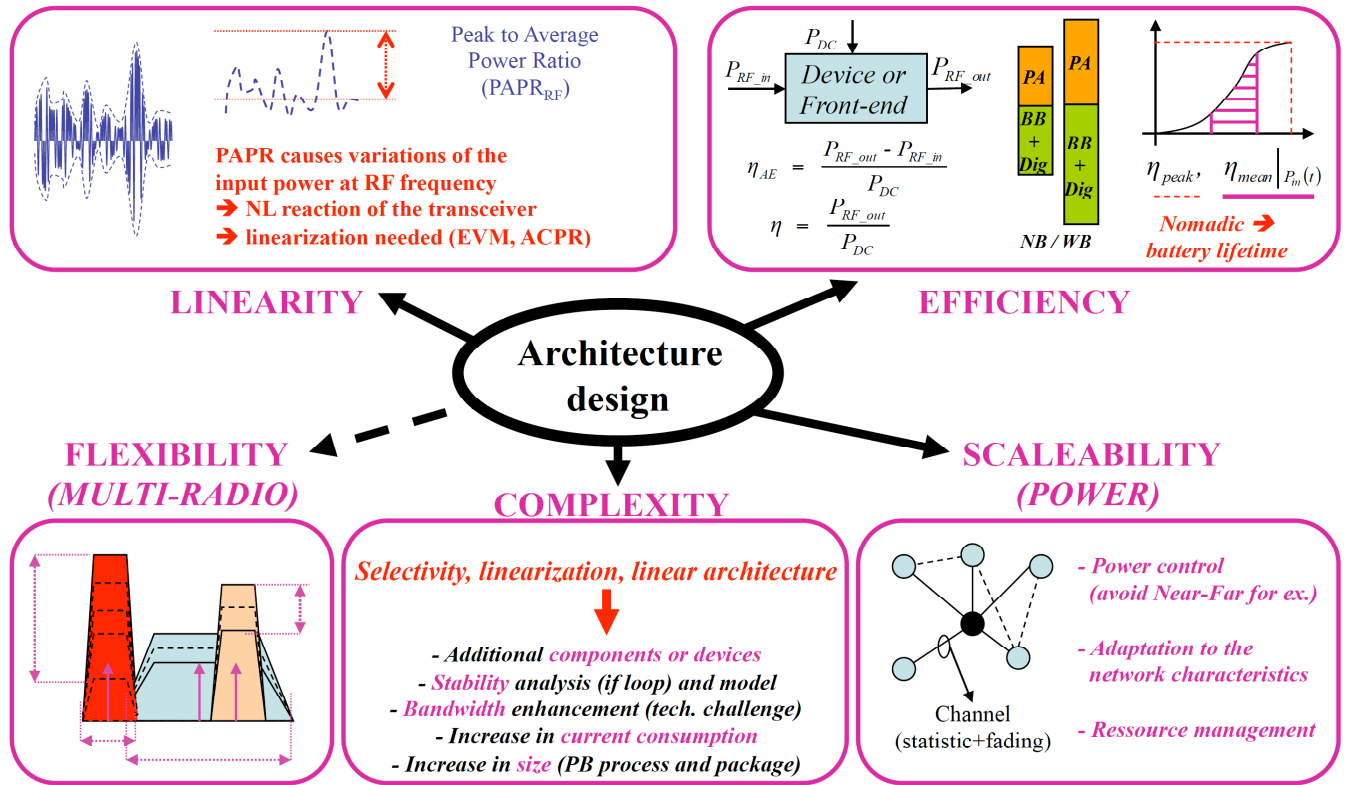 Peak to Average
Power Ratio
(PAPR_RF)
PAPR causes variations of the
input power at RF frequency
➔ NL reaction of the transceiver
➔ linearization needed (EVM, ACPR)
LINEARITY
P_DC
P_RF_in
Device or
Front-end
P_RF_out
η_AE = (P_RF_out - P_RF_in) / P_DC
η = P_RF_out / P_DC
PA
BB
+
Dig
PA
BB
+
Dig
NB / WB
η_peak, η_mean | P_in(t)
Nomadic ➔
battery lifetime
EFFICIENCY
Architecture
design
FLEXIBILITY
(MULTI-RADIO)
COMPLEXITY
Selectivity, linearization, linear architecture
- Additional components or devices
- Stability analysis (if loop) and model
- Bandwidth enhancement (tech. challenge)
- Increase in current consumption
- Increase in size (PB process and package)
SCALEABILITY
(POWER)
Channel
(statistic+fading)
- Power control
(avoid Near-Far for ex.)
- Adaptation to the
network characteristics
- Ressource management